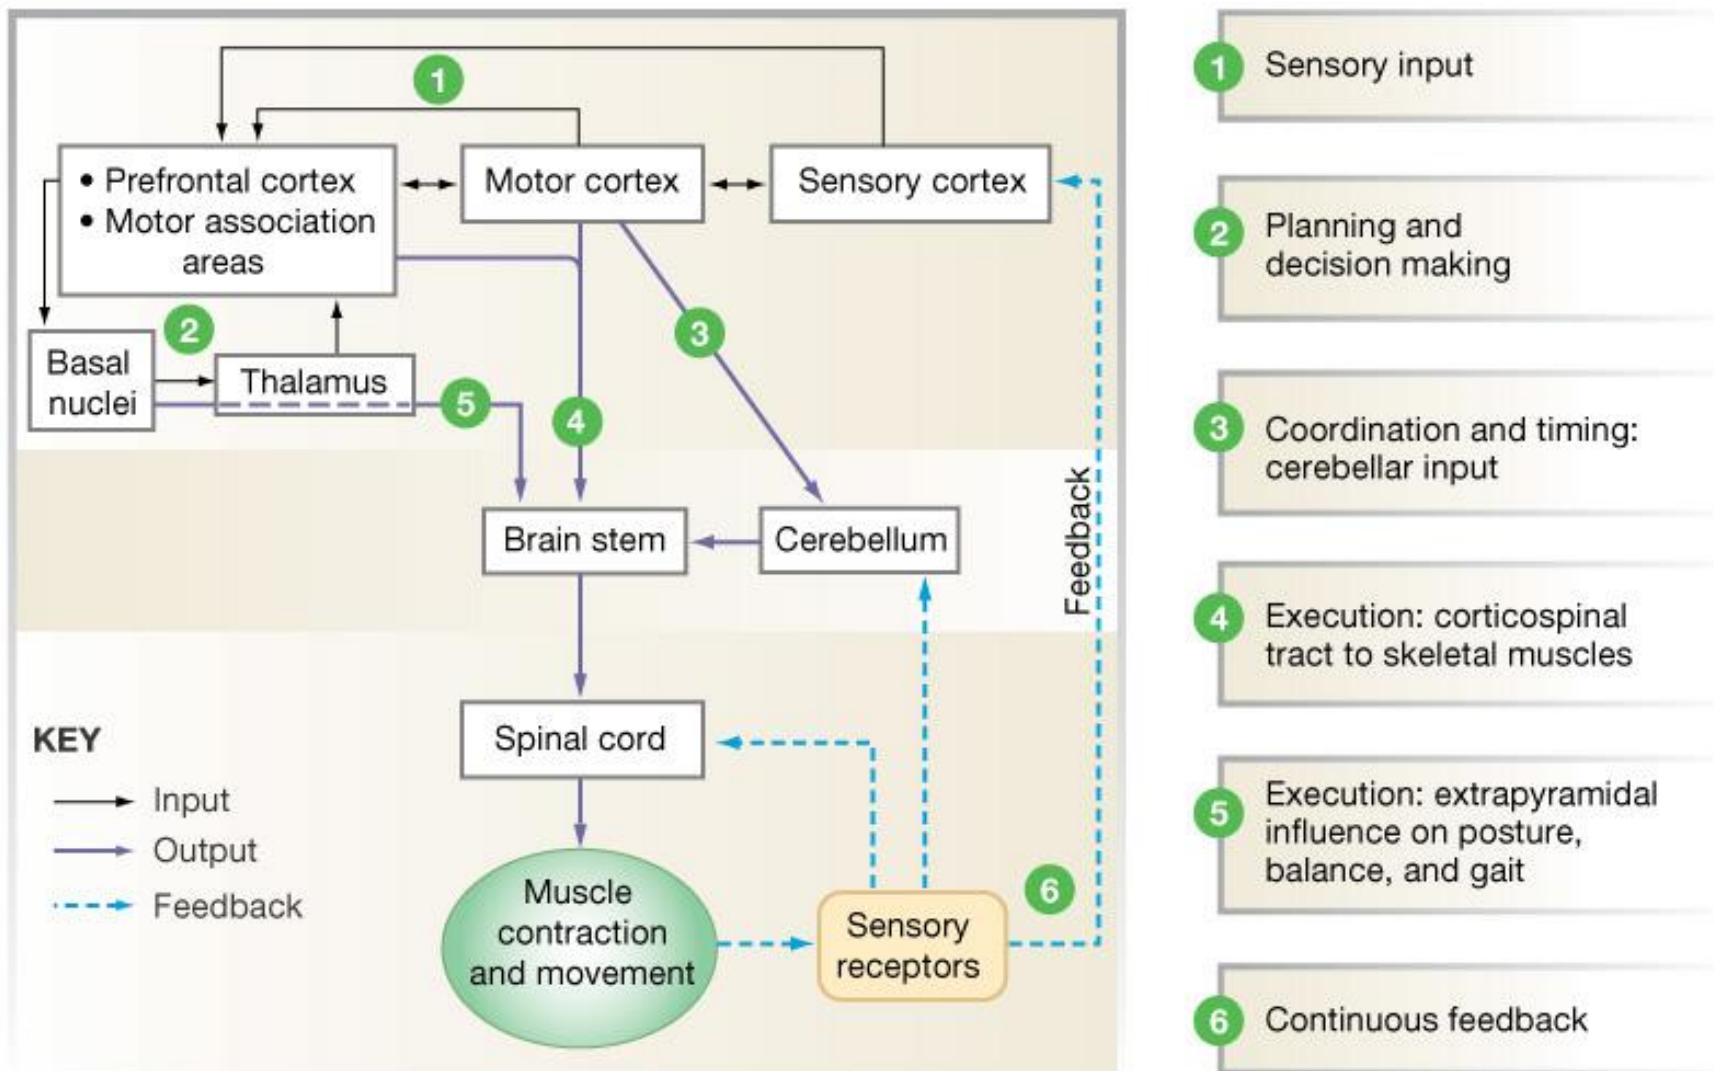 1
• Prefrontal cortex
• Motor association
areas
Motor cortex
Sensory cortex
2
3
Basal
nuclei
Thalamus
5
4
Brain stem
Cerebellum
Feedback
Spinal cord
KEY
Input
Output
Feedback
Muscle
contraction
and movement
Sensory
receptors
6
1 Sensory input
2 Planning and
decision making
3 Coordination and timing:
cerebellar input
4 Execution: corticospinal
tract to skeletal muscles
5 Execution: extrapyramidal
influence on posture,
balance, and gait
6 Continuous feedback